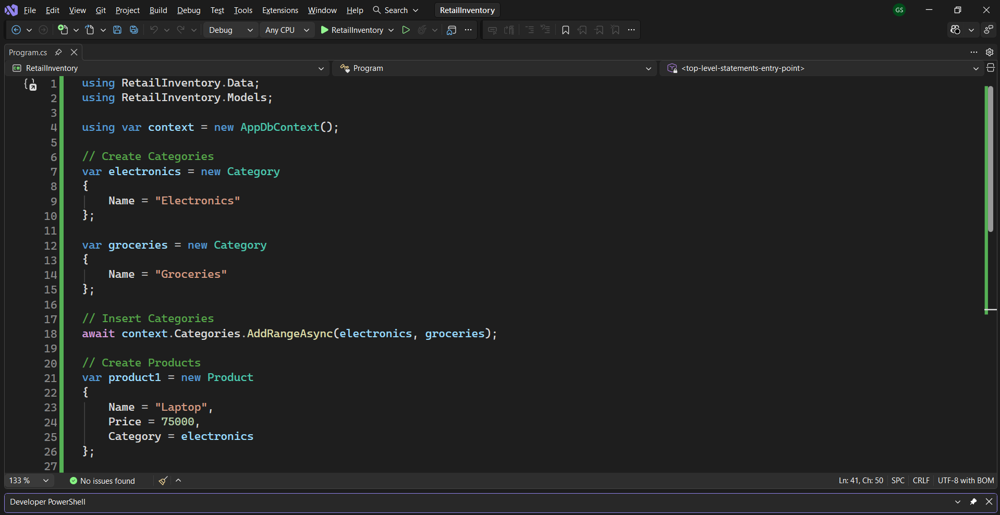 File Edit View Git Project Build Debug Test Tools Extensions Window Help Search RetailInventory GS
Debug Any CPU RetailInventory
Program.cs
RetailInventory Program <top-level-statements-entry-point>
1 using RetailInventory.Data;
2 using RetailInventory.Models;
3
4 using var context = new AppDbContext();
5
6 // Create Categories
7 var electronics = new Category
8 {
9 Name = "Electronics"
10 };
11
12 var groceries = new Category
13 {
14 Name = "Groceries"
15 };
16
17 // Insert Categories
18 await context.Categories.AddRangeAsync(electronics, groceries);
19
20 // Create Products
21 var product1 = new Product
22 {
23 Name = "Laptop",
24 Price = 75000,
25 Category = electronics
26 };
27
133 % No issues found Ln: 41, Ch: 50 SPC CRLF UTF-8 with BOM
Developer PowerShell